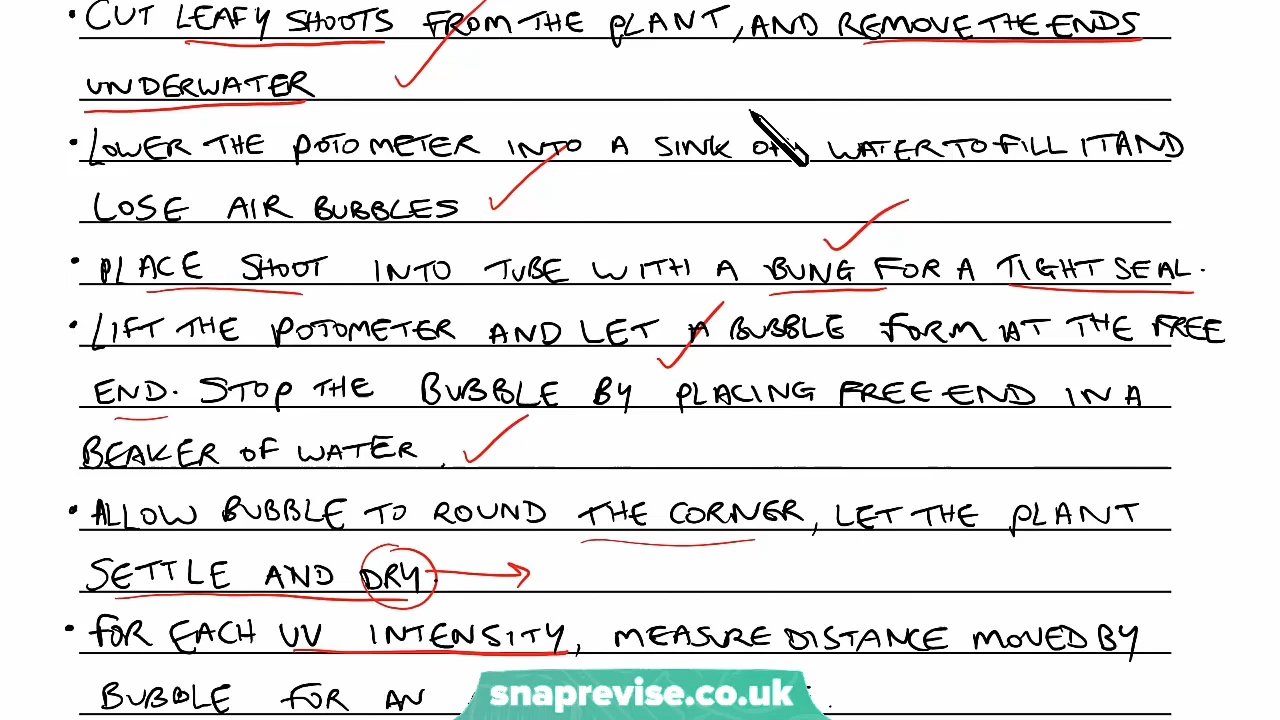 • CUT LEAFY SHOOTS FROM THE PLANT, AND REMOVE THE ENDS
UNDERWATER
• LOWER THE POTOMETER INTO A SINK OF WATER TO FILL IT AND
LOSE AIR BUBBLES
• PLACE SHOOT INTO TUBE WITH A BUNG FOR A TIGHT SEAL.
• LIFT THE POTOMETER AND LET A BUBBLE FORM AT THE FREE
END. STOP THE BUBBLE BY PLACING FREE END IN A
BEAKER OF WATER.
• ALLOW BUBBLE TO ROUND THE CORNER, LET THE PLANT
SETTLE AND DRY.
• FOR EACH UV INTENSITY, MEASURE DISTANCE MOVED BY
BUBBLE FOR AN
snaprevise.co.uk